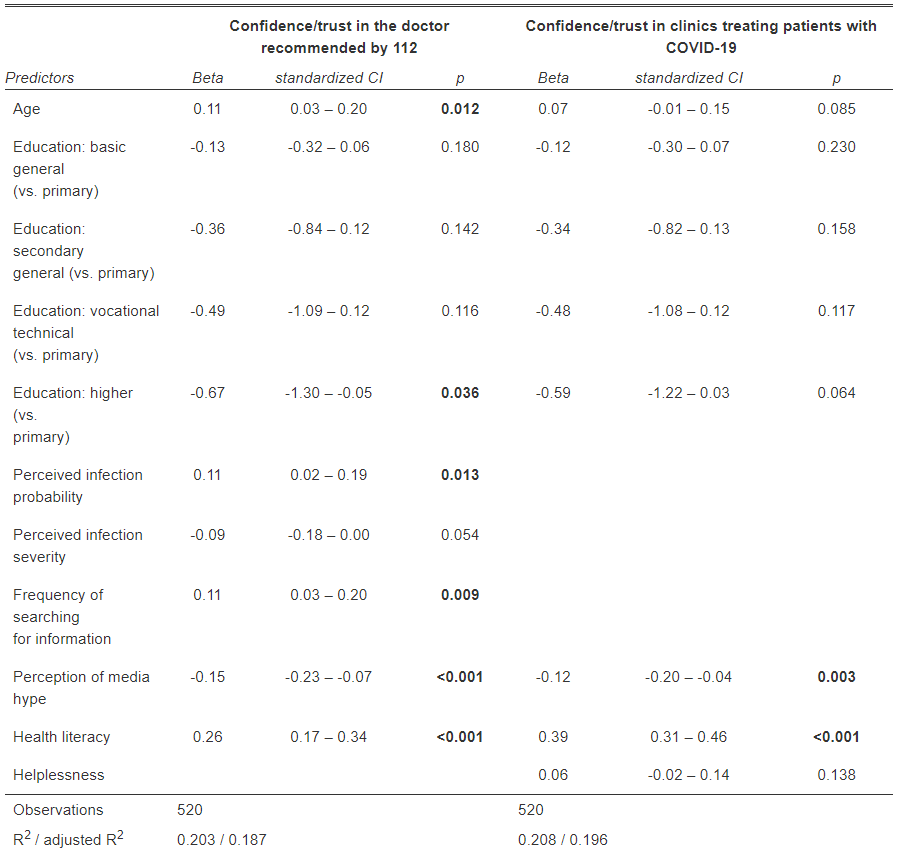 Confidence/trust in the doctor recommended by 112 Confidence/trust in clinics treating patients with COVID-19
Predictors Beta standardized CI p Beta standardized CI p
Age 0.11 0.03 – 0.20 0.012 0.07 -0.01 – 0.15 0.085
Education: basic -0.13 -0.32 – 0.06 0.180 -0.12 -0.30 – 0.07 0.230
general
(vs. primary)
Education: -0.36 -0.84 – 0.12 0.142 -0.34 -0.82 – 0.13 0.158
secondary
general (vs. primary)
Education: vocational -0.49 -1.09 – 0.12 0.116 -0.48 -1.08 – 0.12 0.117
technical
(vs. primary)
Education: higher -0.67 -1.30 – -0.05 0.036 -0.59 -1.22 – 0.03 0.064
(vs.
primary)
Perceived infection 0.11 0.02 – 0.19 0.013
probability
Perceived infection -0.09 -0.18 – 0.00 0.054
severity
Frequency of 0.11 0.03 – 0.20 0.009
searching
for information
Perception of media -0.15 -0.23 – -0.07 <0.001 -0.12 -0.20 – -0.04 0.003
hype
Health literacy 0.26 0.17 – 0.34 <0.001 0.39 0.31 – 0.46 <0.001
Helplessness 0.06 -0.02 – 0.14 0.138
Observations 520 520
R² / adjusted R² 0.203 / 0.187 0.208 / 0.196